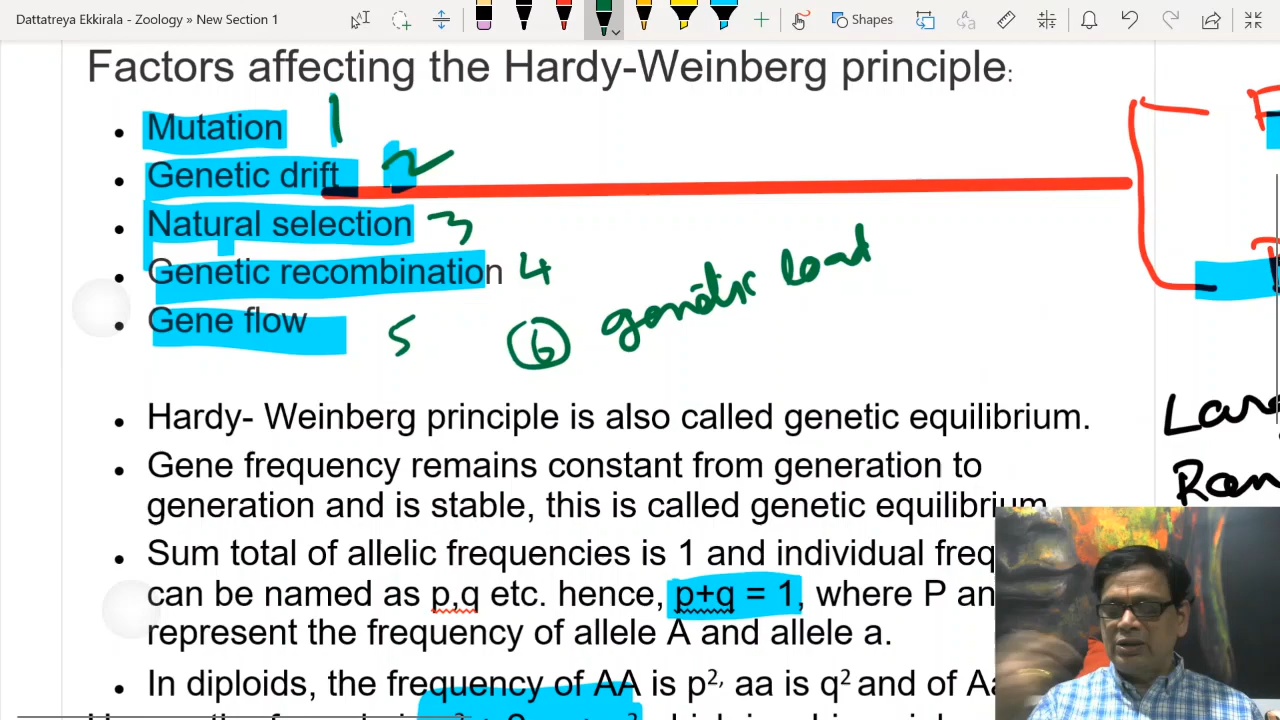 Dattatreya Ekkirala - Zoology » New Section 1
Shapes
Factors affecting the Hardy-Weinberg principle:
• Mutation 1
• Genetic drift 2
• Natural selection 3
• Genetic recombination 4
• Gene flow 5
6 genetic load
• Hardy- Weinberg principle is also called genetic equilibrium.
• Gene frequency remains constant from generation to
generation and is stable, this is called genetic equilibrium
• Sum total of allelic frequencies is 1 and individual freq
can be named as p,q etc. hence, p+q = 1, where P an
represent the frequency of allele A and allele a.
• In diploids, the frequency of AA is p², aa is q² and of Aa